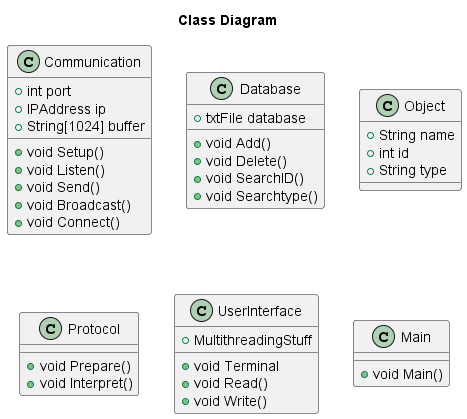 Class Diagram
C Communication
int port
IPAddress ip
String[1024] buffer
void Setup()
void Listen()
void Send()
void Broadcast()
void Connect()
C Database
txtFile database
void Add()
void Delete()
void SearchID()
void Searchtype()
C Object
String name
int id
String type
C Protocol
void Prepare()
void Interpret()
C UserInterface
MultithreadingStuff
void Terminal
void Read()
void Write()
C Main
void Main()